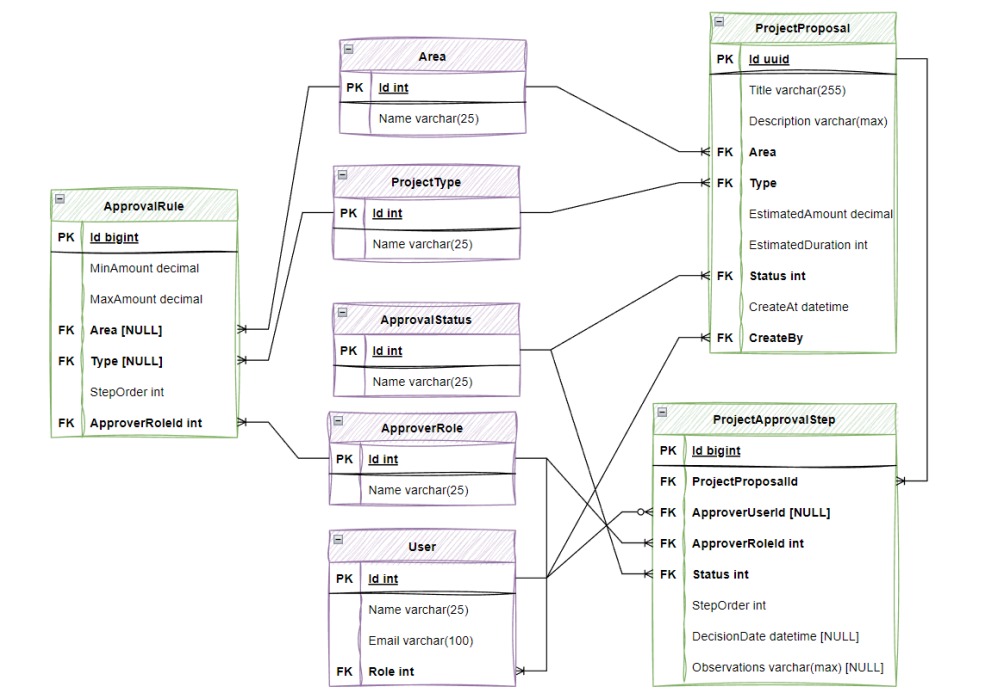 ApprovalRule
PK Id bigint
MinAmount decimal
MaxAmount decimal
FK Area [NULL]
FK Type [NULL]
StepOrder int
FK ApproverRoleId int
Area
PK Id int
Name varchar(25)
ProjectType
PK Id int
Name varchar(25)
ApprovalStatus
PK Id int
Name varchar(25)
ApproverRole
PK Id int
Name varchar(25)
User
PK Id int
Name varchar(25)
Email varchar(100)
FK Role int
ProjectProposal
PK Id uuid
Title varchar(255)
Description varchar(max)
FK Area
FK Type
EstimatedAmount decimal
EstimatedDuration int
FK Status int
CreateAt datetime
FK CreateBy
ProjectApprovalStep
PK Id bigint
FK ProjectProposalId
FK ApproverUserId [NULL]
FK ApproverRoleId int
FK Status int
StepOrder int
DecisionDate datetime [NULL]
Observations varchar(max) [NULL]